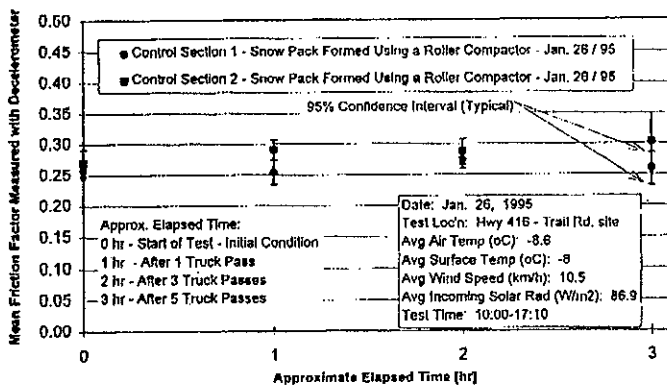 Mean Friction Factor Measured with Decelerometer
0.50
0.45
0.40
0.35
0.30
0.25
0.20
0.15
0.10
0.05
0.00
Control Section 1 - Snow Pack Formed Using a Roller Compactor - Jan. 26 / 95
Control Section 2 - Snow Pack Formed Using a Roller Compactor - Jan. 26 / 95
95% Confidence Interval (Typical)
Approx. Elapsed Time:
0 hr - Start of Test - Initial Condition
1 hr - After 1 Truck Pass
2 hr - After 3 Truck Passes
3 hr - After 5 Truck Passes
Date: Jan. 26, 1995
Test Loc'n: Hwy 416 - Trail Rd. site
Avg Air Temp (oC): -8.6
Avg Surface Temp (oC): -8
Avg Wind Speed (km/h): 10.5
Avg Incoming Solar Rad (W/m2): 86.9
Test Time: 10:00-17:10
0
1
2
3
Approximate Elapsed Time [hr]